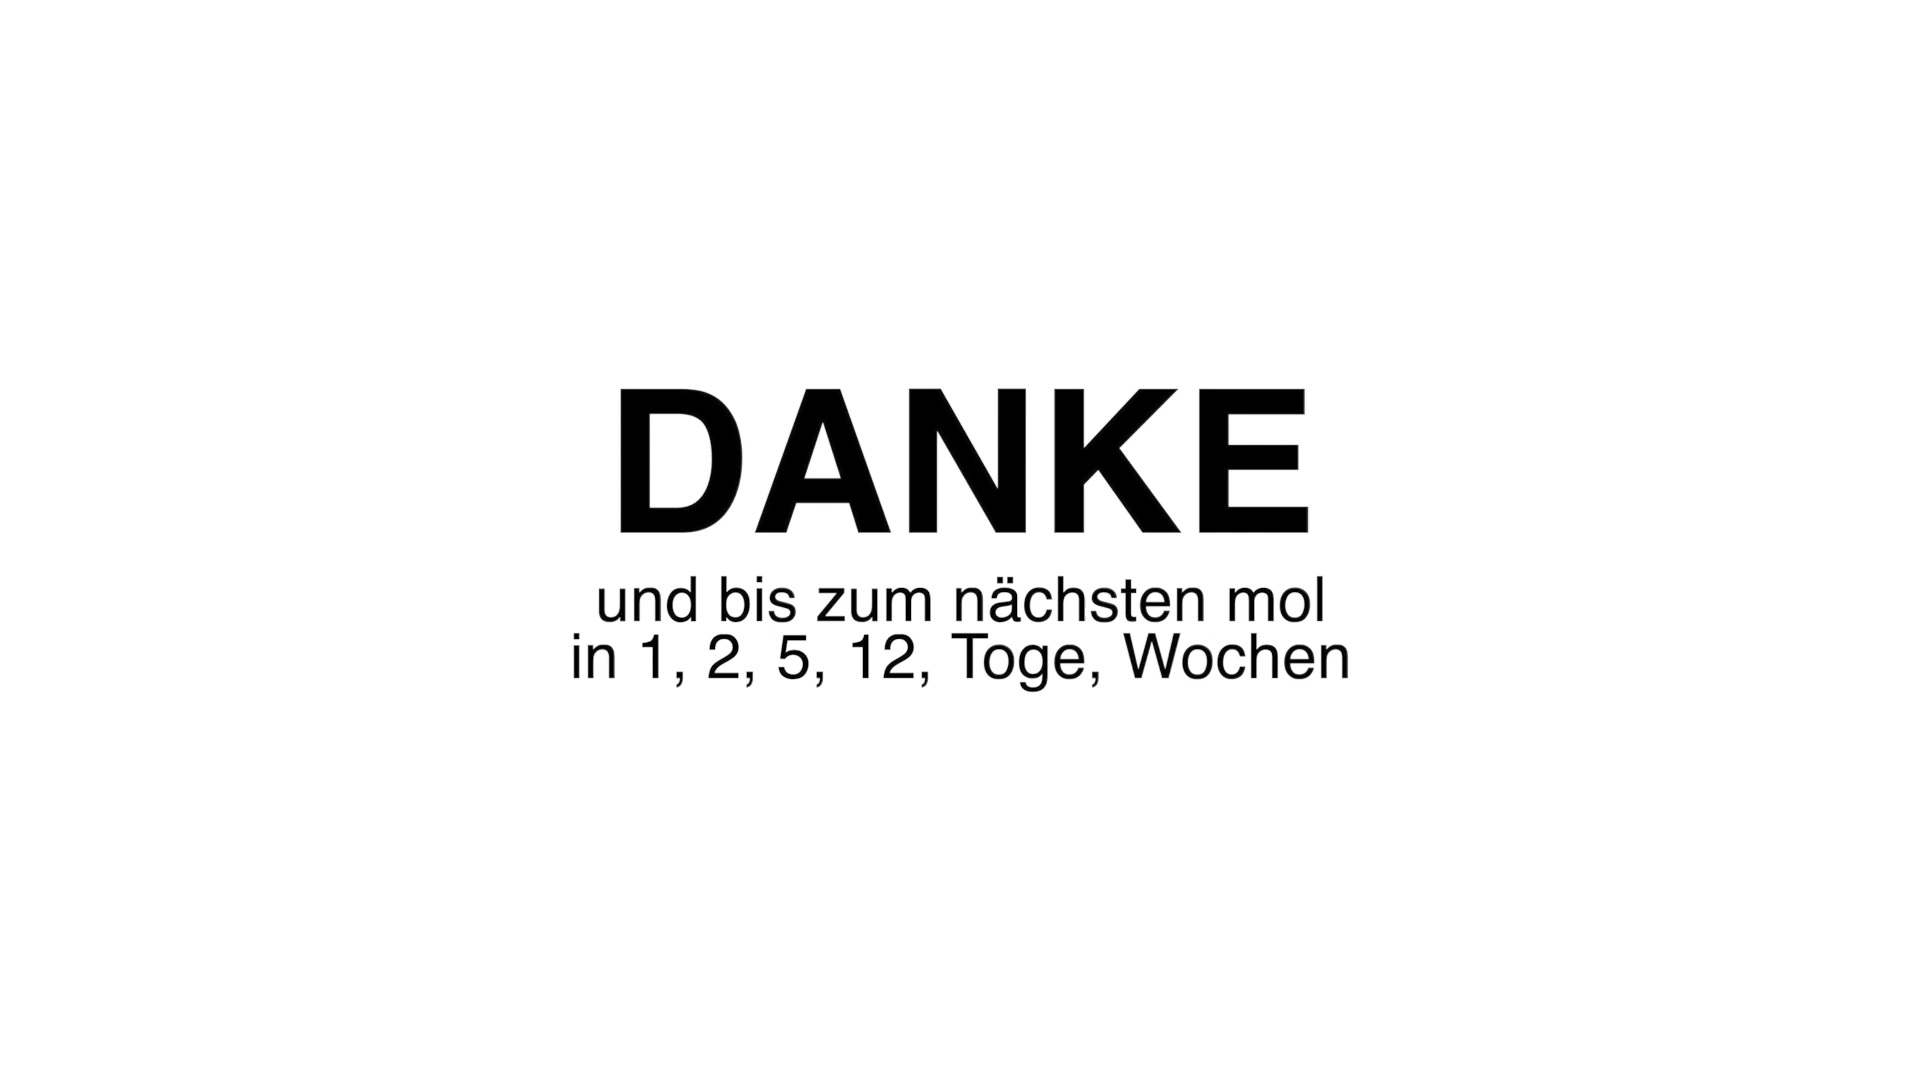 DANKE
und bis zum nächsten mol
in 1, 2, 5, 12, Toge, Wochen